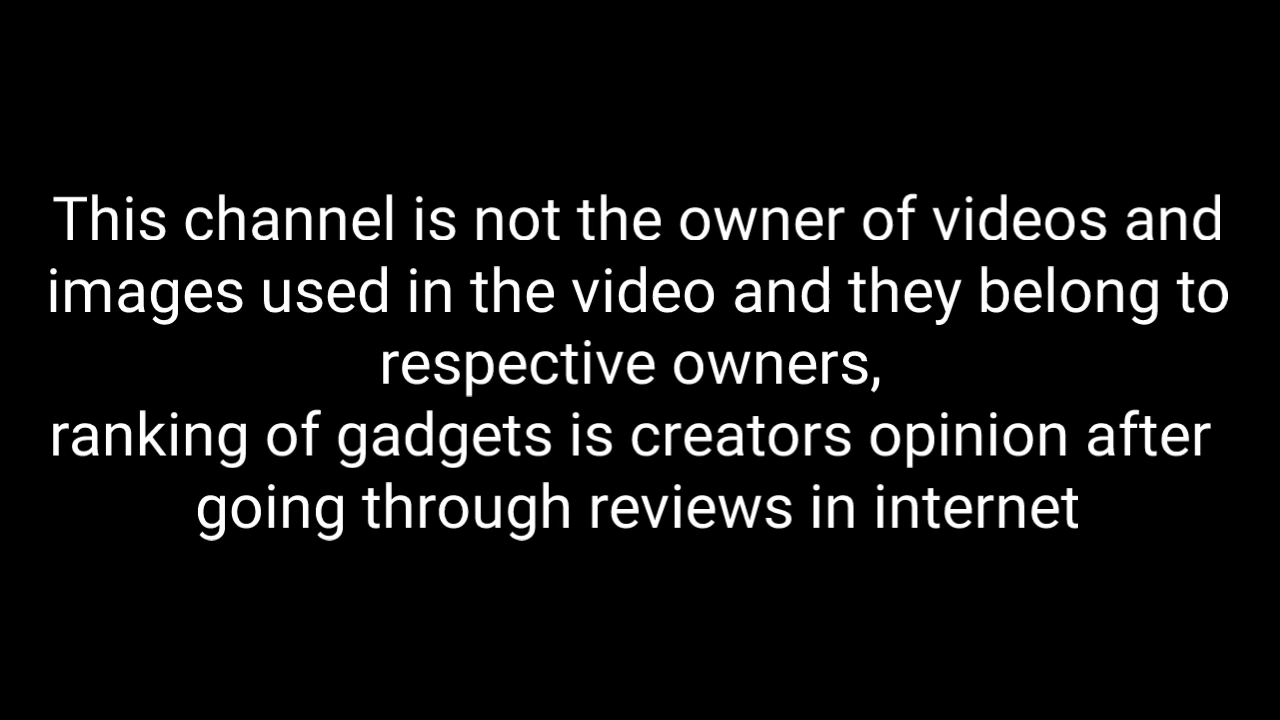 This channel is not the owner of videos and
images used in the video and they belong to
respective owners,
ranking of gadgets is creators opinion after
going through reviews in internet